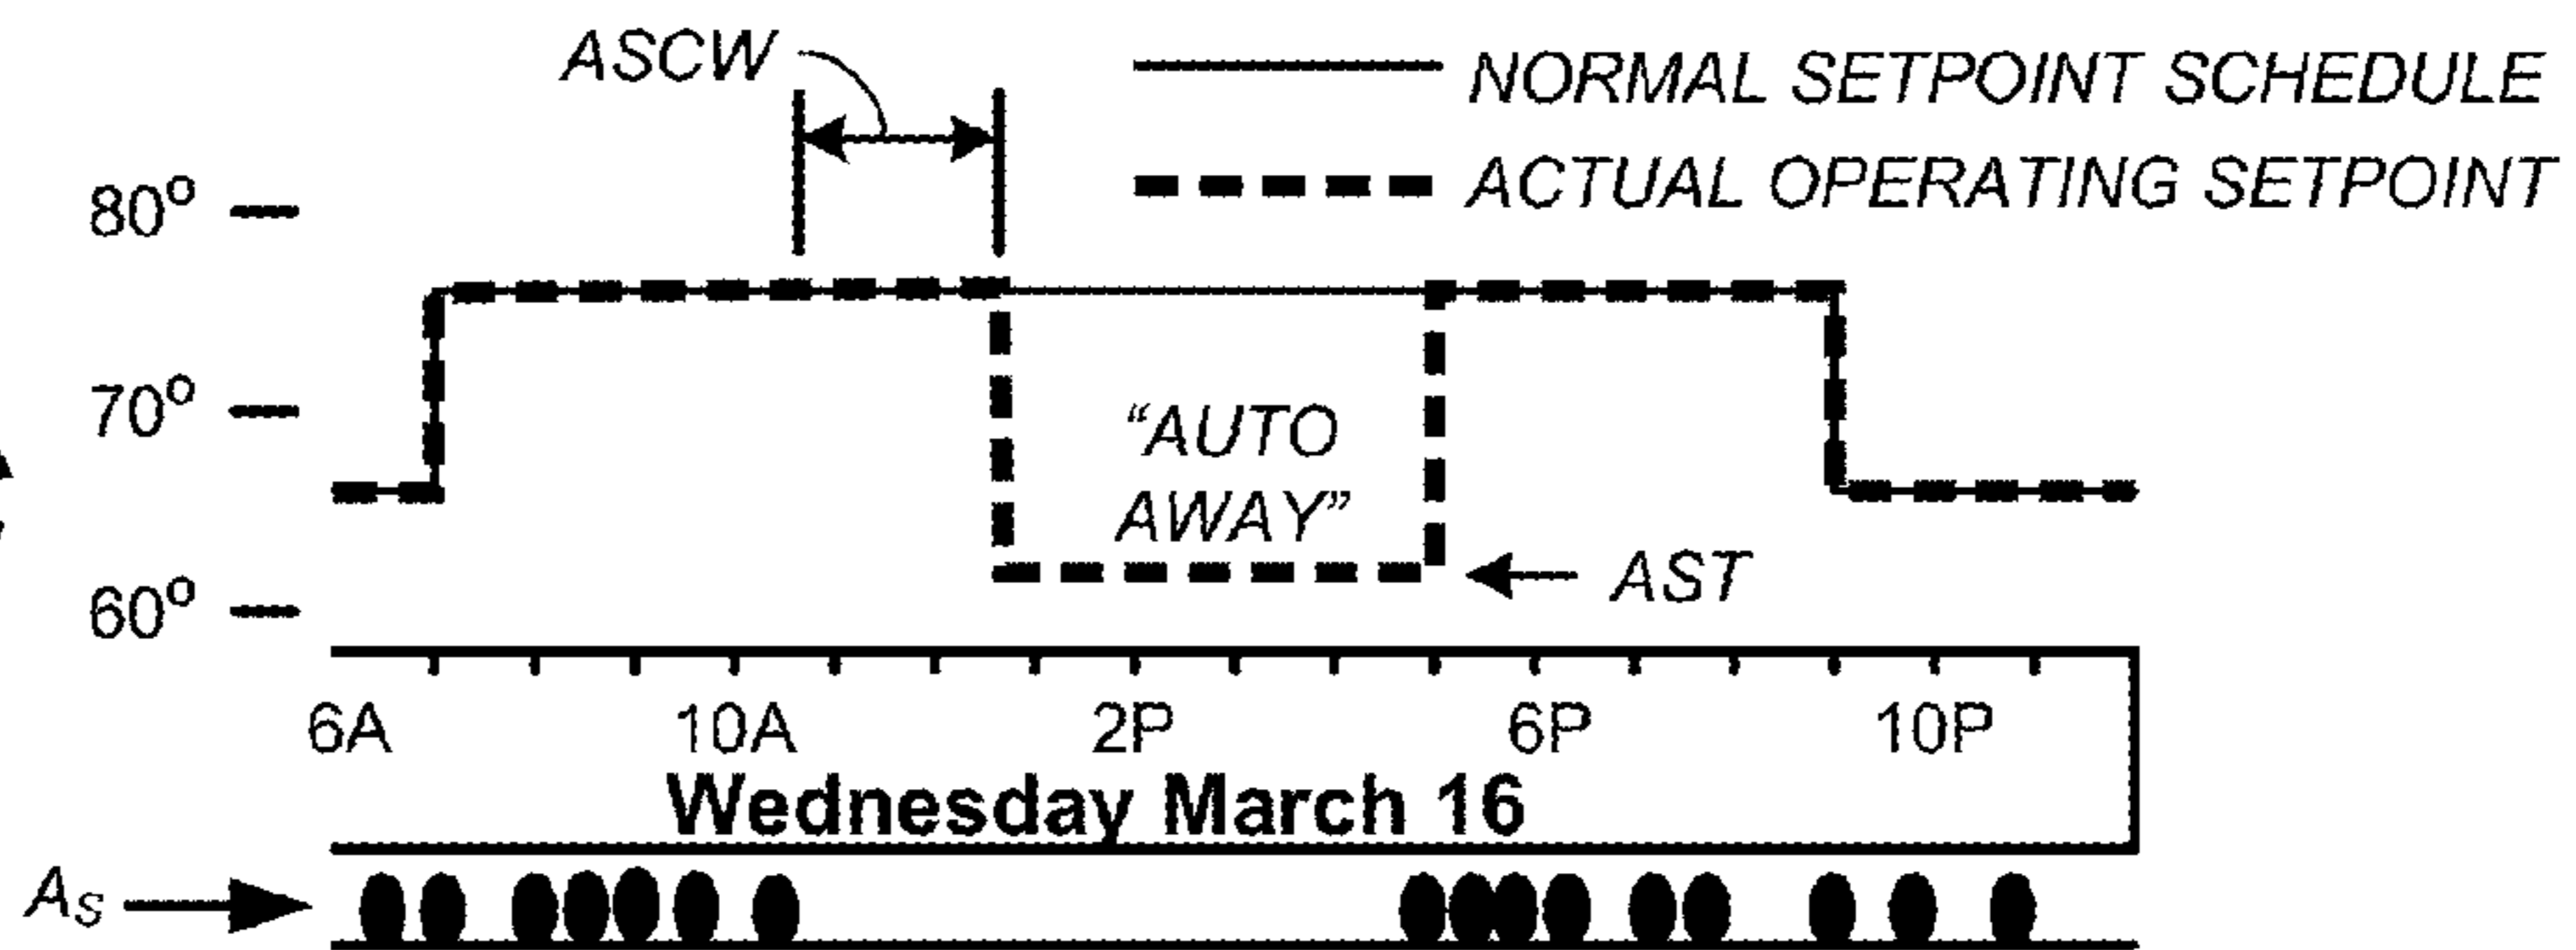 ASCW
NORMAL SETPOINT SCHEDULE
ACTUAL OPERATING SETPOINT
80°
70°
60°
“AUTO
AWAY”
AST
6A 10A 2P 6P 10P
Wednesday March 16
As